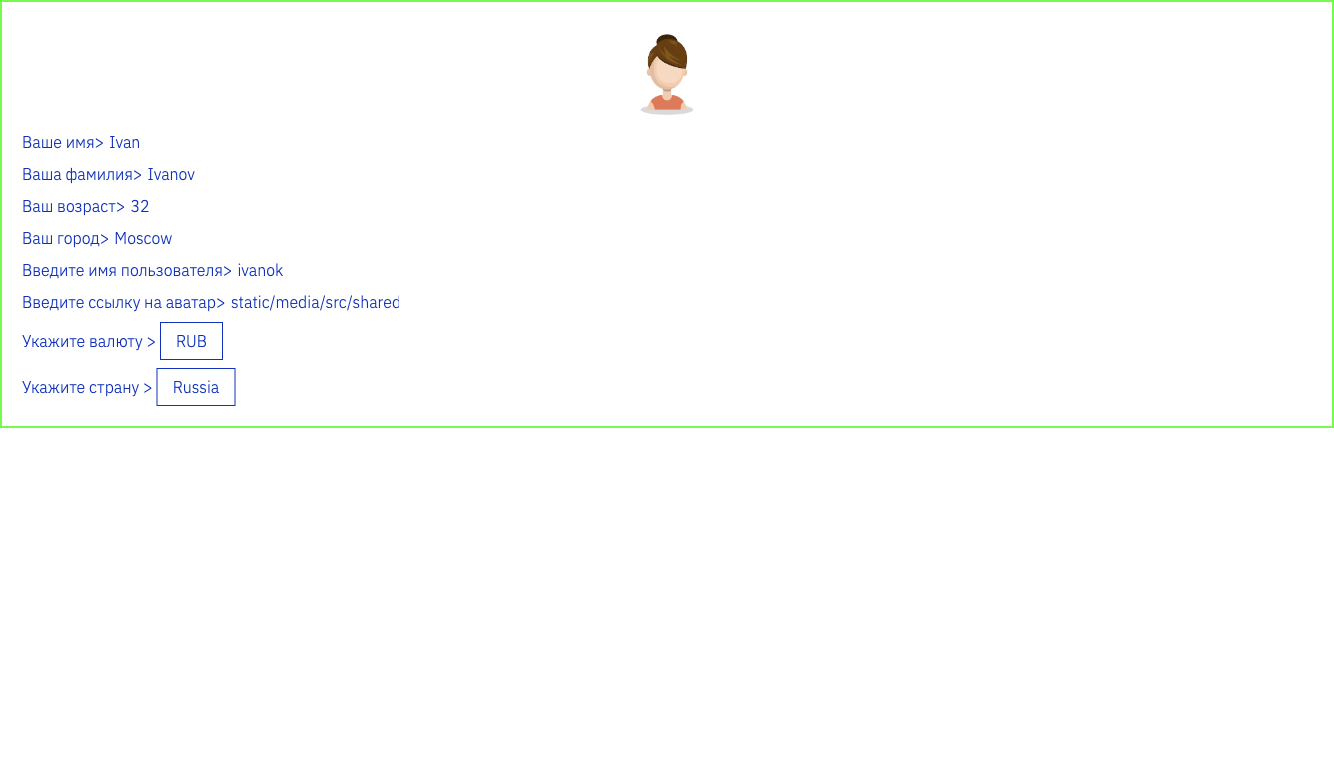 Ваше имя> Ivan
Ваша фамилия> Ivanov
Ваш возраст> 32
Ваш город> Moscow
Введите имя пользователя> ivanok
Введите ссылку на аватар> static/media/src/shared
Укажите валюту > RUB
Укажите страну > Russia